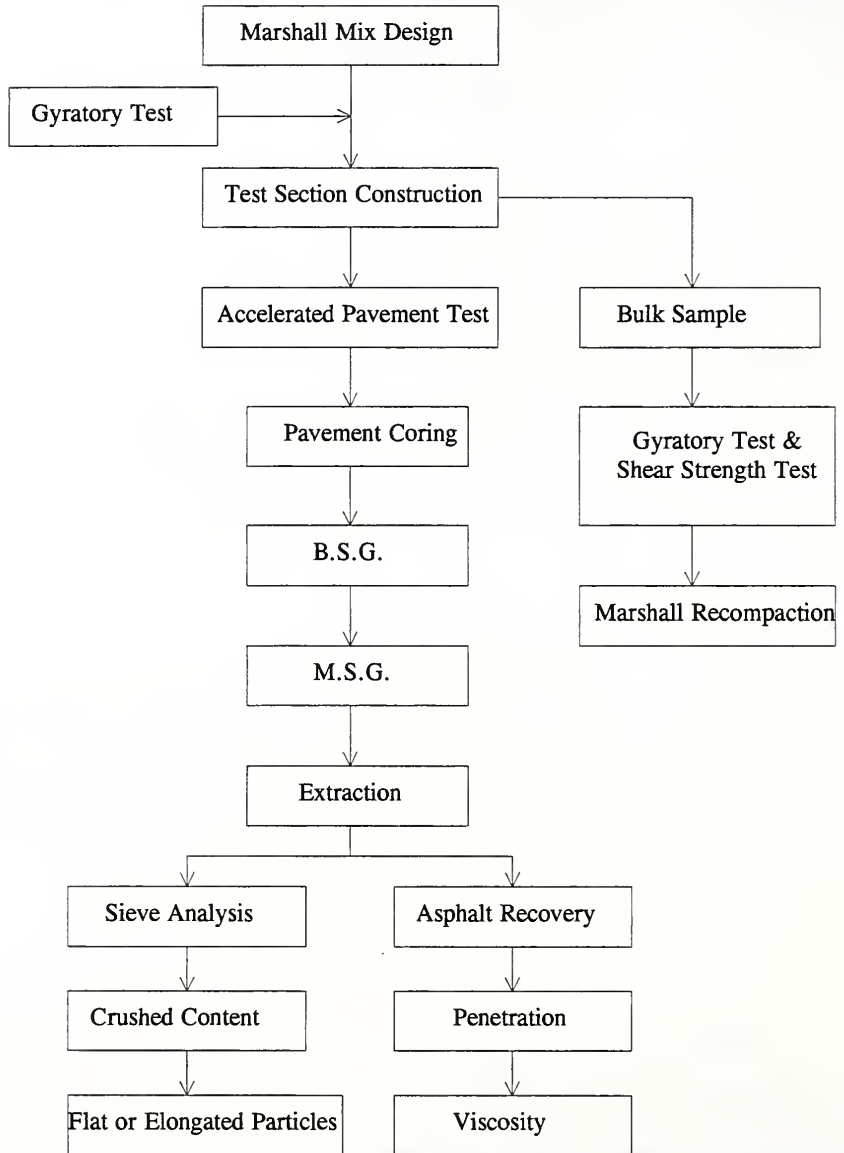 Marshall Mix Design
Gyratory Test
Test Section Construction
Accelerated Pavement Test
Bulk Sample
Pavement Coring
Gyratory Test &
Shear Strength Test
B.S.G.
Marshall Recompaction
M.S.G.
Extraction
Sieve Analysis
Asphalt Recovery
Crushed Content
Penetration
Flat or Elongated Particles
Viscosity